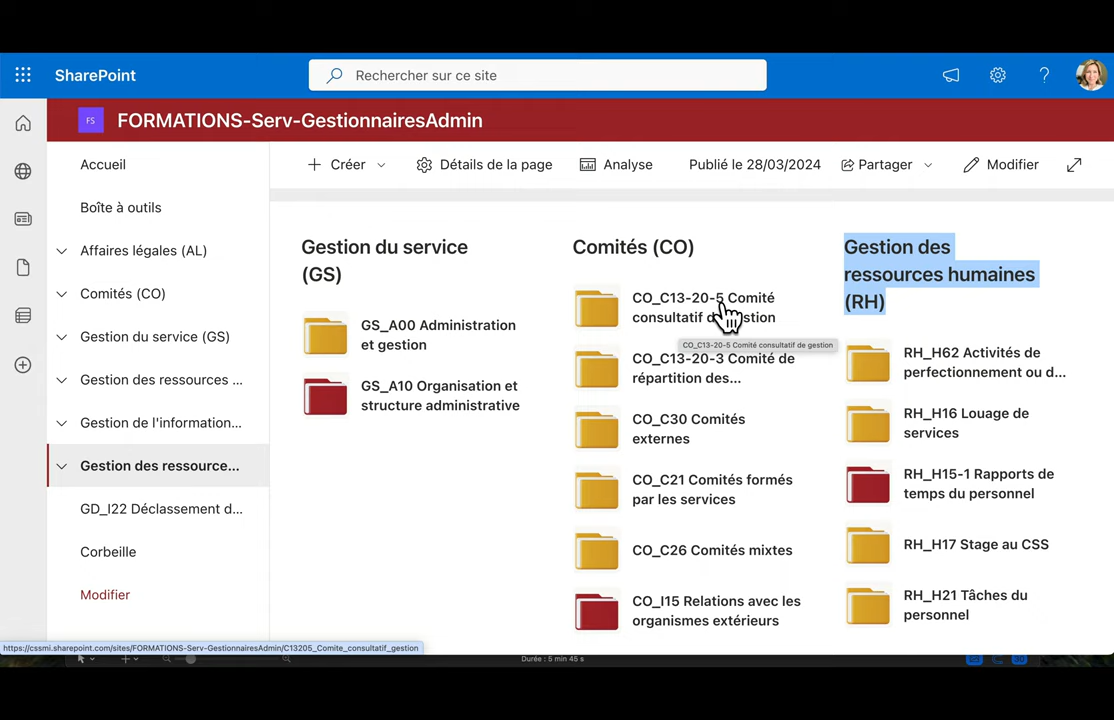 SharePoint
Rechercher sur ce site
FS
FORMATIONS-Serv-GestionnairesAdmin
Créer
Détails de la page
Analyse
Publié le 28/03/2024
Partager
Modifier
Accueil
Boîte à outils
Affaires légales (AL)
Comités (CO)
Gestion du service (GS)
Gestion des ressources ...
Gestion de l'information...
Gestion des ressource...
GD_I22 Déclassement d...
Corbeille
Modifier
Gestion du service
(GS)
GS_A00 Administration
et gestion
GS_A10 Organisation et
structure administrative
Comités (CO)
CO_C13-20-5 Comité
consultatif de gestion
CO_C13-20-5 Comité consultatif de gestion
CO_C13-20-3 Comité de
répartition des...
CO_C30 Comités
externes
CO_C21 Comités formés
par les services
CO_C26 Comités mixtes
CO_I15 Relations avec les
organismes extérieurs
Gestion des
ressources humaines
(RH)
RH_H62 Activités de
perfectionnement ou d...
RH_H16 Louage de
services
RH_H15-1 Rapports de
temps du personnel
RH_H17 Stage au CSS
RH_H21 Tâches du
personnel
https://cssmi.sharepoint.com/sites/FORMATIONS-Serv-GestionnairesAdmin/C13205_Comite_consultatif_gestion
Durée : 5 min 45 s